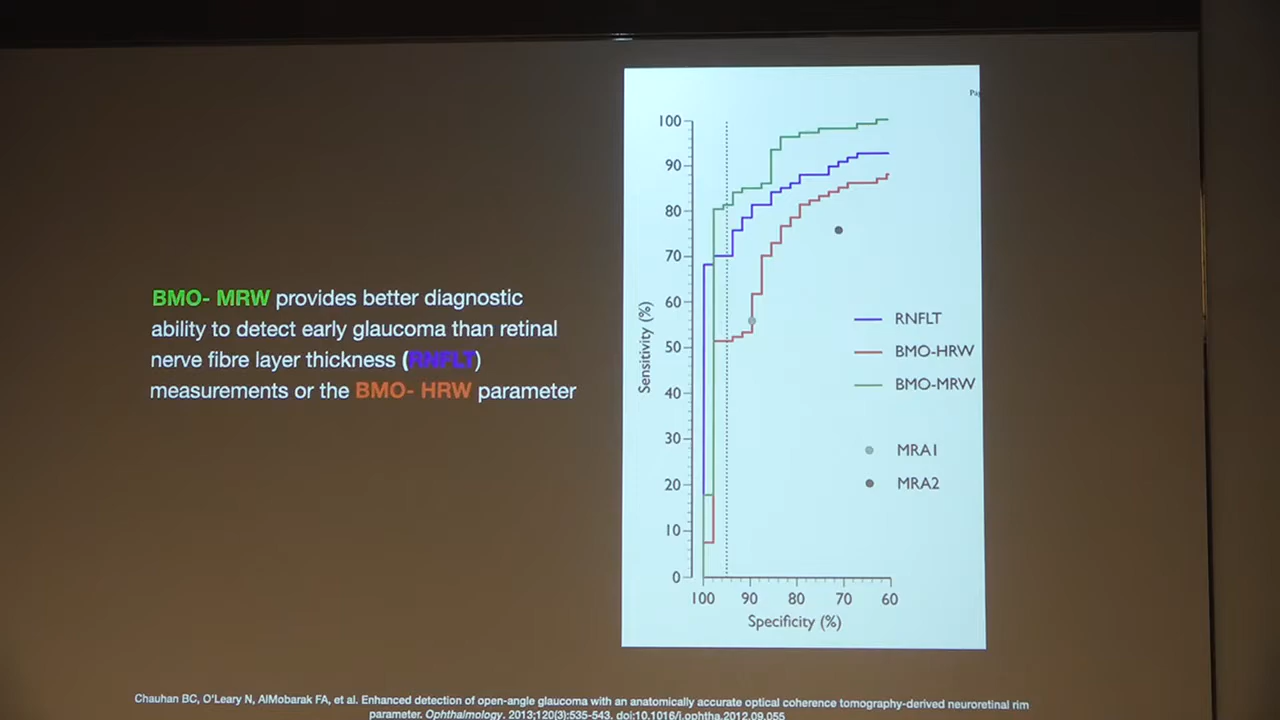 BMO- MRW provides better diagnostic
ability to detect early glaucoma than retinal
nerve fibre layer thickness (RNFLT)
measurements or the BMO- HRW parameter
100
90
80
70
60
50
40
30
20
10
0
Sensitivity (%)
RNFLT
BMO-HRW
BMO-MRW
MRA1
MRA2
100 90 80 70 60
Specificity (%)
Chauhan BC, O'Leary N, AlMobarak FA, et al. Enhanced detection of open-angle glaucoma with an anatomically accurate optical coherence tomography-derived neuroretinal rim
parameter. Ophthalmology. 2013;120(3):535-543. doi:10.1016/j.ophtha.2012.09.055